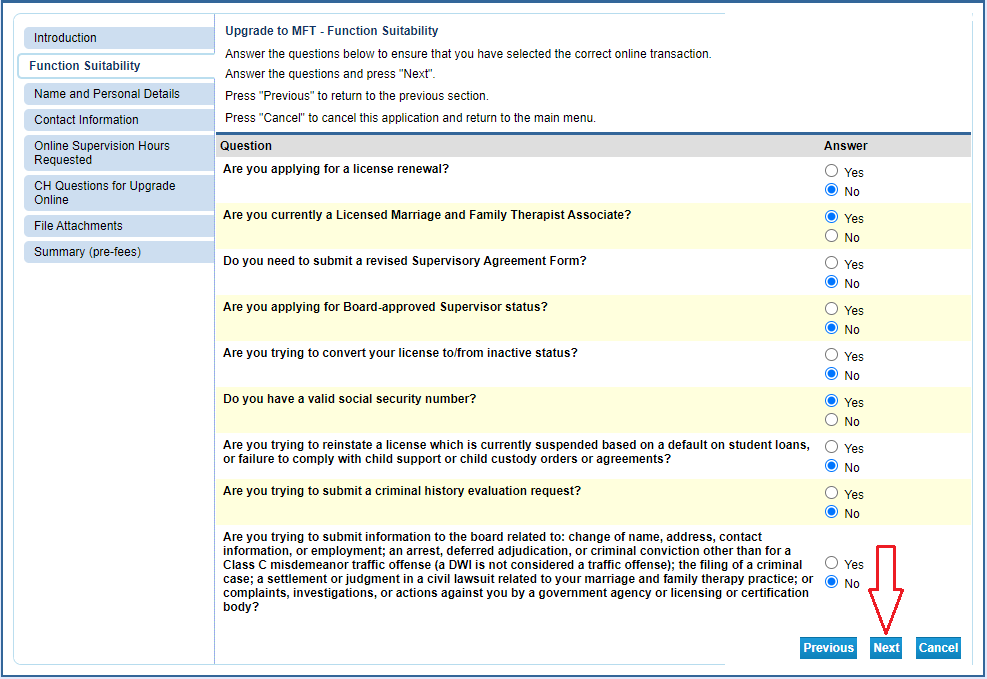 Introduction
Function Suitability
Name and Personal Details
Contact Information
Online Supervision Hours
Requested
CH Questions for Upgrade
Online
File Attachments
Summary (pre-fees)
Upgrade to MFT - Function Suitability
Answer the questions below to ensure that you have selected the correct online transaction.
Answer the questions and press "Next".
Press "Previous" to return to the previous section.
Press "Cancel" to cancel this application and return to the main menu.
Question Answer
Are you applying for a license renewal?
Yes
No
Are you currently a Licensed Marriage and Family Therapist Associate?
Yes
No
Do you need to submit a revised Supervisory Agreement Form?
Yes
No
Are you applying for Board-approved Supervisor status?
Yes
No
Are you trying to convert your license to/from inactive status?
Yes
No
Do you have a valid social security number?
Yes
No
Are you trying to reinstate a license which is currently suspended based on a default on student loans,
or failure to comply with child support or child custody orders or agreements?
Yes
No
Are you trying to submit a criminal history evaluation request?
Yes
No
Are you trying to submit information to the board related to: change of name, address, contact
information, or employment; an arrest, deferred adjudication, or criminal conviction other than for a
Class C misdemeanor traffic offense (a DWI is not considered a traffic offense); the filing of a criminal
case; a settlement or judgment in a civil lawsuit related to your marriage and family therapy practice; or
complaints, investigations, or actions against you by a government agency or licensing or certification
body?
Yes
No
Previous Next Cancel